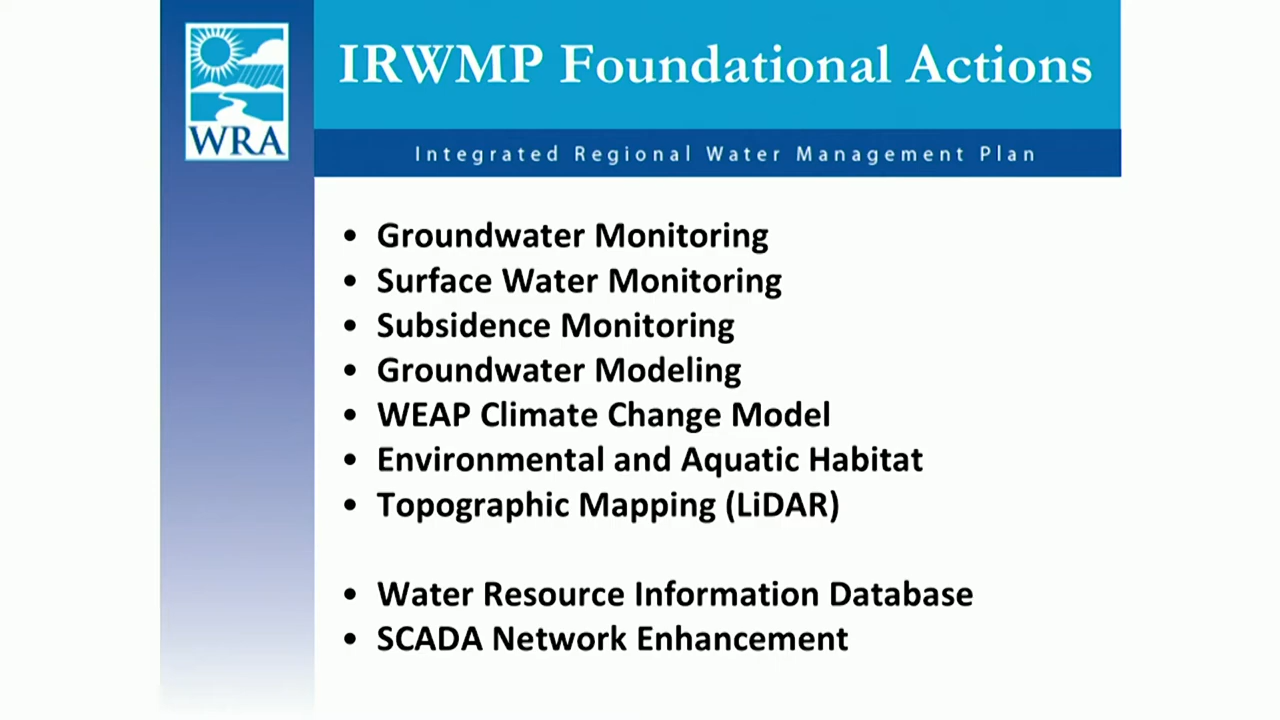 WRA
IRWMP Foundational Actions
Integrated Regional Water Management Plan
• Groundwater Monitoring
• Surface Water Monitoring
• Subsidence Monitoring
• Groundwater Modeling
• WEAP Climate Change Model
• Environmental and Aquatic Habitat
• Topographic Mapping (LiDAR)
• Water Resource Information Database
• SCADA Network Enhancement